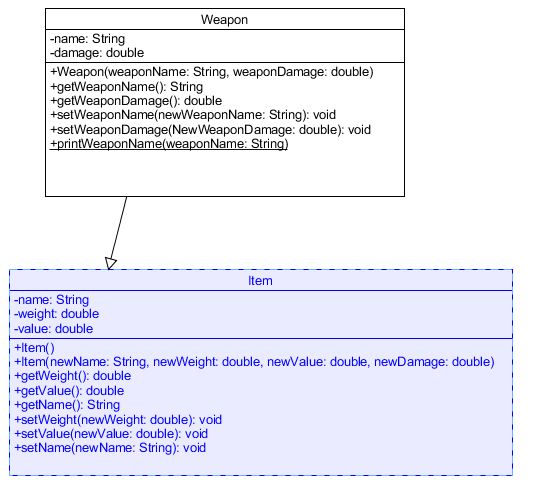 Weapon
-name: String
-damage: double
+Weapon(weaponName: String, weaponDamage: double)
+getWeaponName(): String
+getWeaponDamage(): double
+setWeaponName(newWeaponName: String): void
+setWeaponDamage(NewWeaponDamage: double): void
+printWeaponName(weaponName: String)
Item
-name: String
-weight: double
-value: double
+Item()
+Item(newName: String, newWeight: double, newValue: double, newDamage: double)
+getWeight(): double
+getValue(): double
+getName(): String
+setWeight(newWeight: double): void
+setValue(newValue: double): void
+setName(newName: String): void